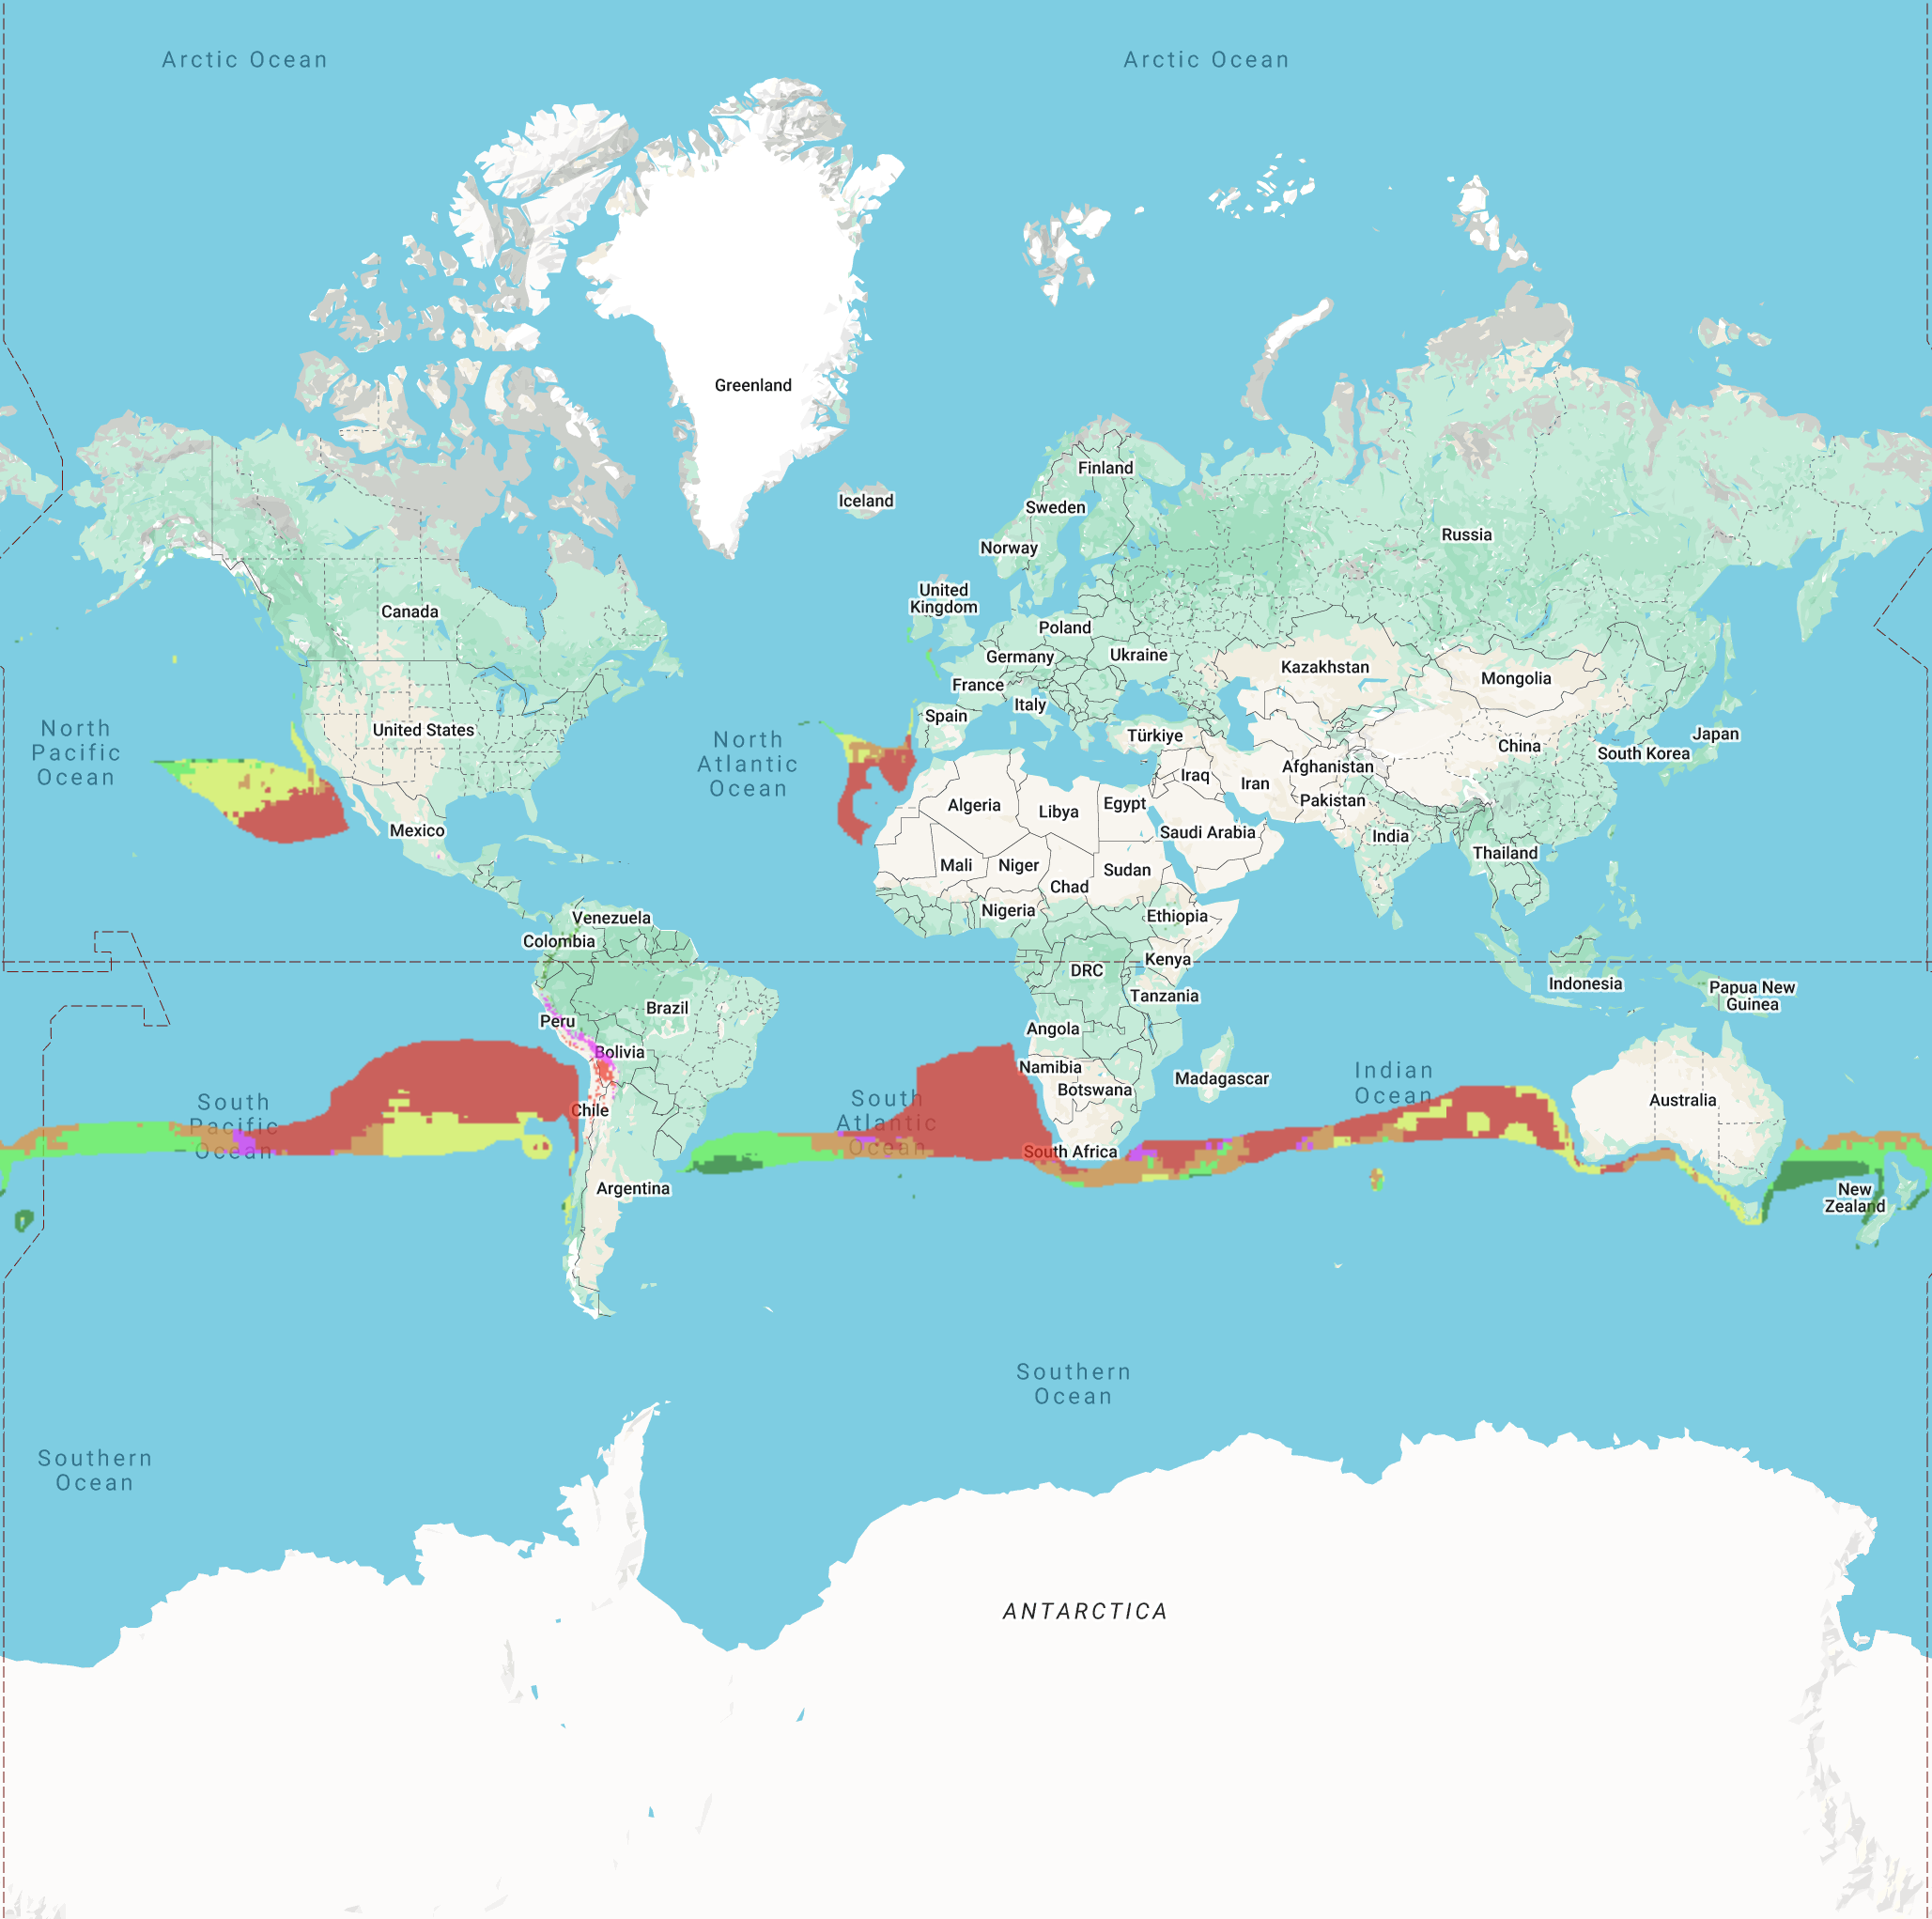 Arctic Ocean
Arctic Ocean
Greenland
Finland
Iceland
Sweden
Russia
Norway
United
Kingdom
Canada
Poland
Ukraine
Germany
Kazakhstan
Mongolia
France
Italy
Spain
North
Pacific
Ocean
United States
North
Atlantic
Ocean
Türkiye
China
South Korea
Japan
Iraq
Iran
Afghanistan
Pakistan
Algeria
Libya
Egypt
Saudi Arabia
India
Mexico
Thailand
Mali
Niger
Chad
Sudan
Nigeria
Ethiopia
Venezuela
Colombia
Kenya
DRC
Indonesia
Papua New
Guinea
Tanzania
Brazil
Peru
Angola
Bolivia
Namibia
Botswana
Madagascar
Indian
Ocean
Australia
South
Pacific
Ocean
Chile
South
Atlantic
Ocean
South Africa
Argentina
New
Zealand
Southern
Ocean
Southern
Ocean
ANTARCTICA